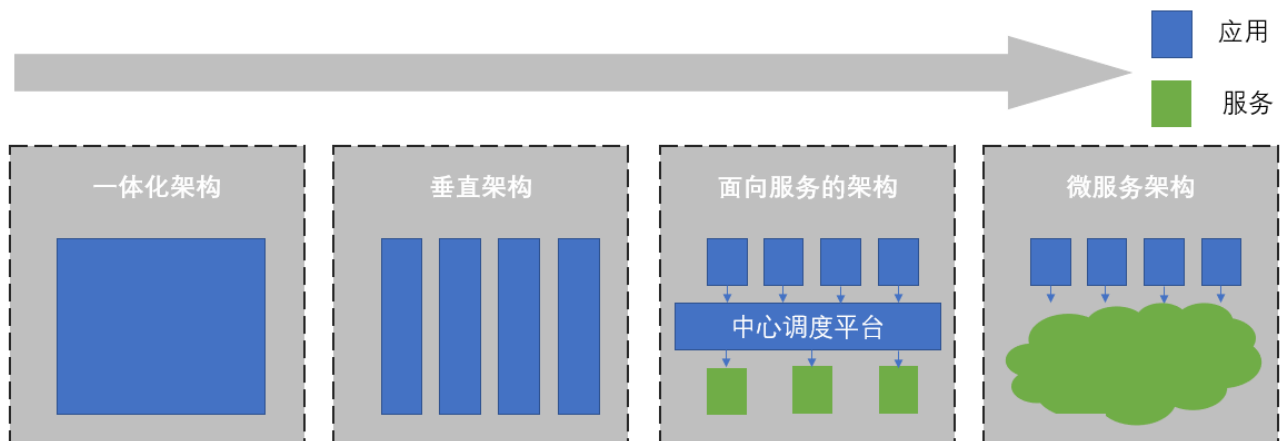 应用
服务
一体化架构
垂直架构
面向服务的架构
微服务架构
中心调度平台